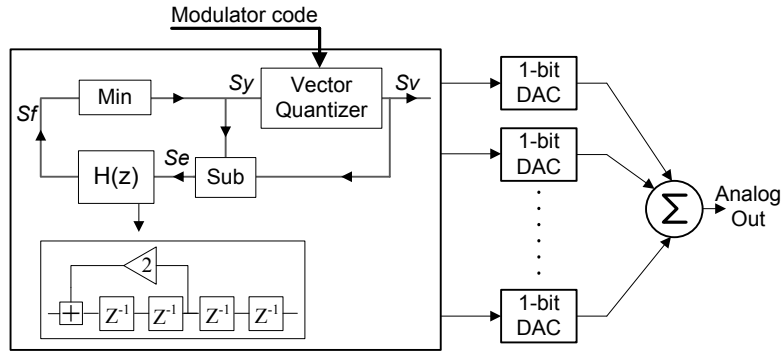 Modulator code
Min
Sy
Vector
Quantizer
Sv
Sf
H(z)
Se
Sub
2
+
Z-1
Z-1
Z-1
Z-1
1-bit
DAC
1-bit
DAC
1-bit
DAC
Σ
Analog
Out